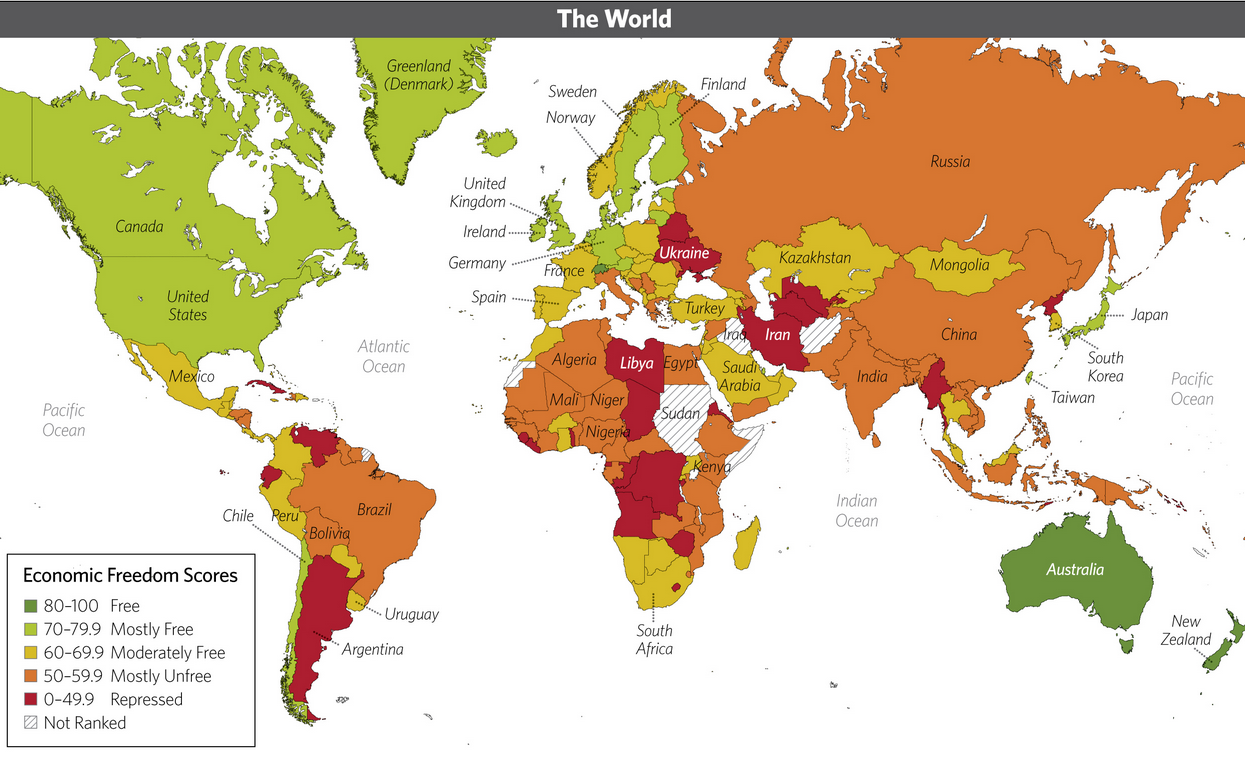 The World
Greenland
(Denmark)
Sweden
Finland
Norway
Russia
United
Kingdom
Canada
Ireland
Ukraine
Germany
Kazakhstan
Mongolia
France
United
States
Spain
Turkey
Japan
Iraq
Iran
China
Atlantic
Ocean
Algeria
Libya
Egypt
Saudi
Arabia
South
Korea
Mexico
India
Pacific
Ocean
Mali
Niger
Sudan
Taiwan
Pacific
Ocean
Nigeria
Kenya
Brazil
Indian
Ocean
Chile
Peru
Bolivia
Australia
Uruguay
Argentina
South
Africa
New
Zealand
Economic Freedom Scores
80–100 Free
70–79.9 Mostly Free
60–69.9 Moderately Free
50–59.9 Mostly Unfree
0–49.9 Repressed
Not Ranked